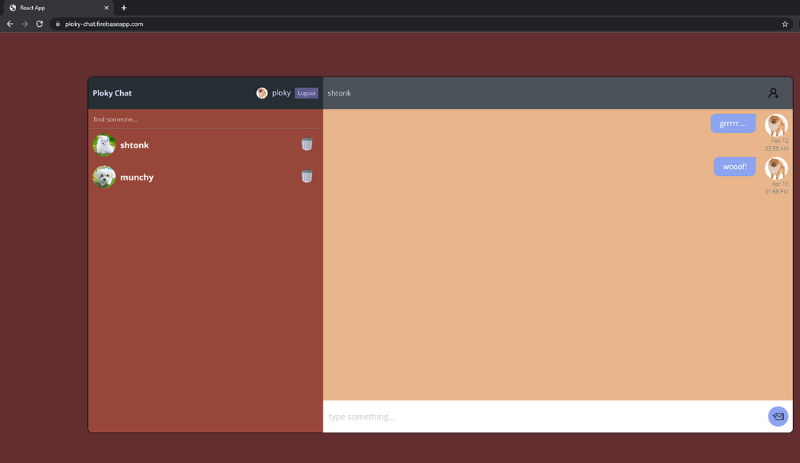 React App
ploky-chat.firebaseapp.com
Ploky Chat
ploky
Logout
shtonk
find someone...
shtonk
munchy
grrrrr....
Feb 12
02:56 AM
wooof!
Apr 10
01:58 PM
type something...